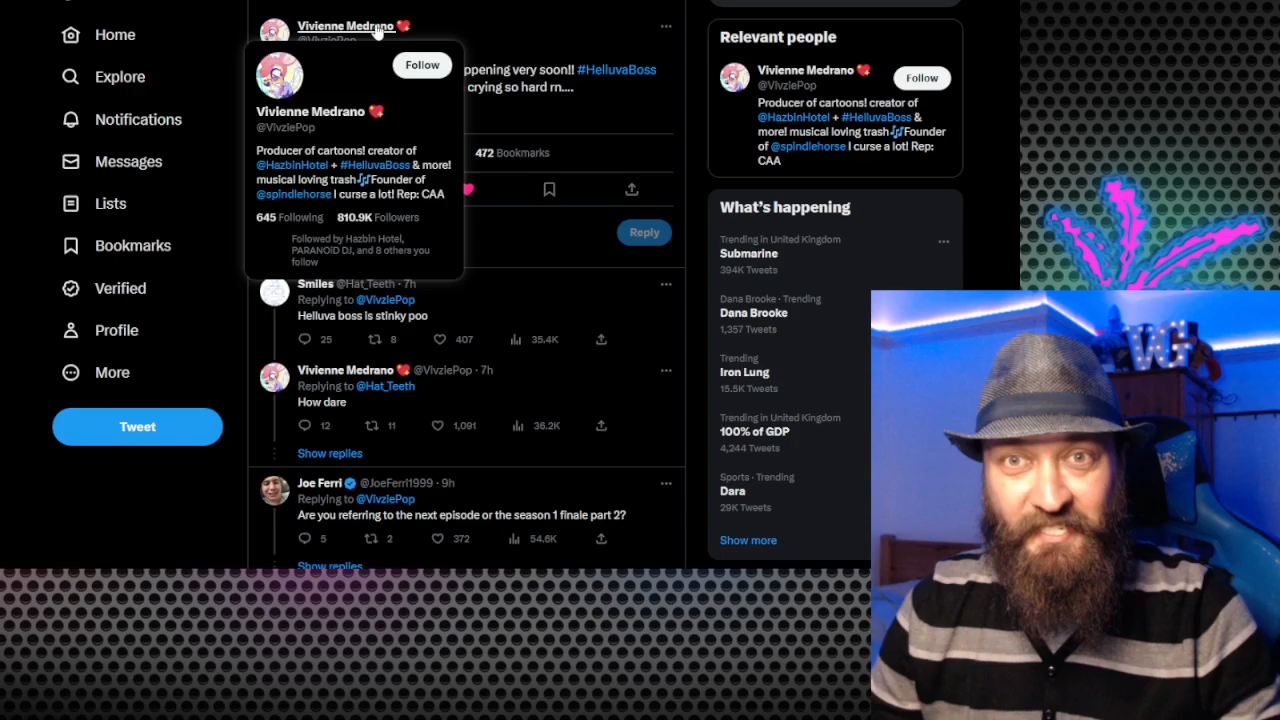 Home
Explore
Notifications
Messages
Lists
Bookmarks
Verified
Profile
More
Tweet
Vivienne Medrano
@VivziePop
ppening very soon!! #HelluvaBoss
crying so hard rn....
Follow
Vivienne Medrano
@VivziePop
Producer of cartoons! creator of
@HazbinHotel + #HelluvaBoss & more!
musical loving trash Founder of
@spindlehorse I curse a lot! Rep: CAA
645 Following 810.9K Followers
Followed by Hazbin Hotel,
PARANOiD DJ, and 8 others you
follow
472 Bookmarks
Reply
Smiles @Hat_Teeth · 7h
Replying to @VivziePop
Helluva boss is stinky poo
25 8 407 35.4K
Vivienne Medrano @VivziePop · 7h
Replying to @Hat_Teeth
How dare
12 11 1,091 36.2K
Show replies
Joe Ferri @JoeFerri1999 · 9h
Replying to @VivziePop
Are you referring to the next episode or the season 1 finale part 2?
5 2 372 54.6K
Show replies
Relevant people
Vivienne Medrano
@VivziePop
Follow
Producer of cartoons! creator of
@HazbinHotel + #HelluvaBoss &
more! musical loving trash Founder
of @spindlehorse I curse a lot! Rep:
CAA
What's happening
Trending in United Kingdom
Submarine
394K Tweets
Dana Brooke · Trending
Dana Brooke
1,357 Tweets
Trending
Iron Lung
15.5K Tweets
Trending in United Kingdom
100% of GDP
4,244 Tweets
Sports · Trending
Dara
29K Tweets
Show more
VG